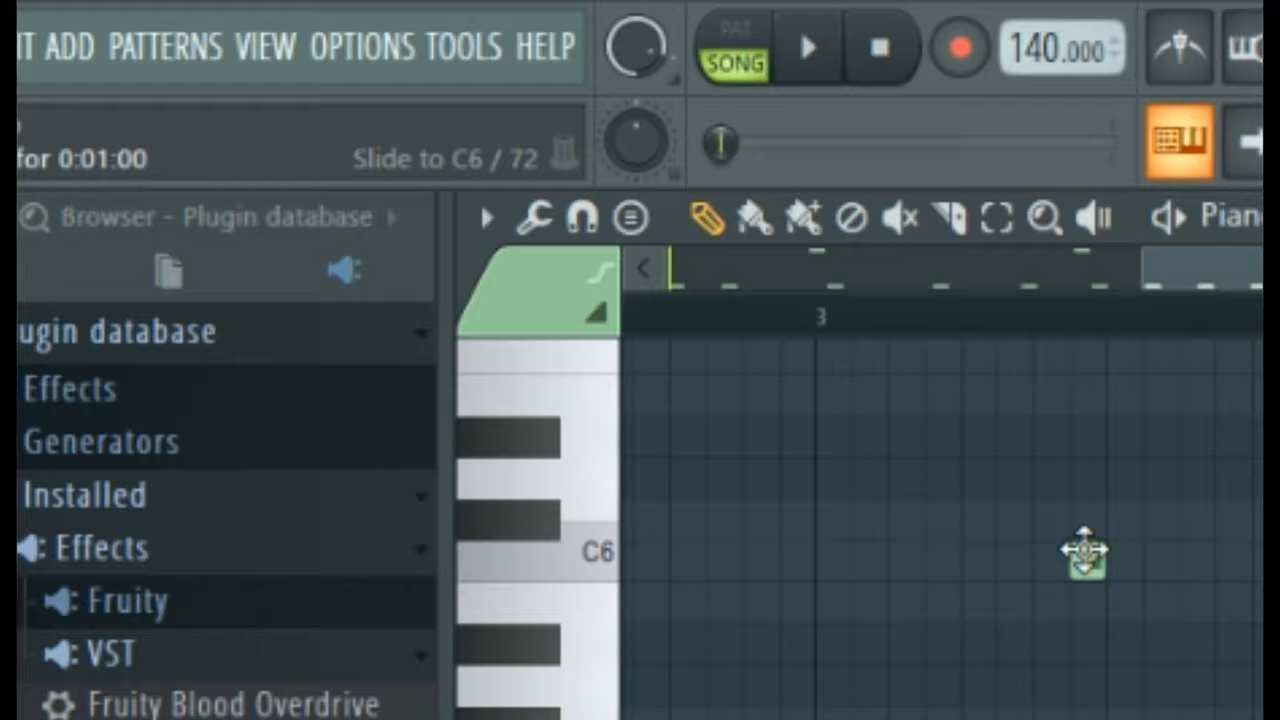 ADD PATTERNS VIEW OPTIONS TOOLS HELP
PAT
SONG
140.000
for 0:01:00
Slide to C6 / 72
Browser - Plugin database
Piano
3
ugin database
Effects
Generators
Installed
Effects
C6
Fruity
VST
Fruity Blood Overdrive